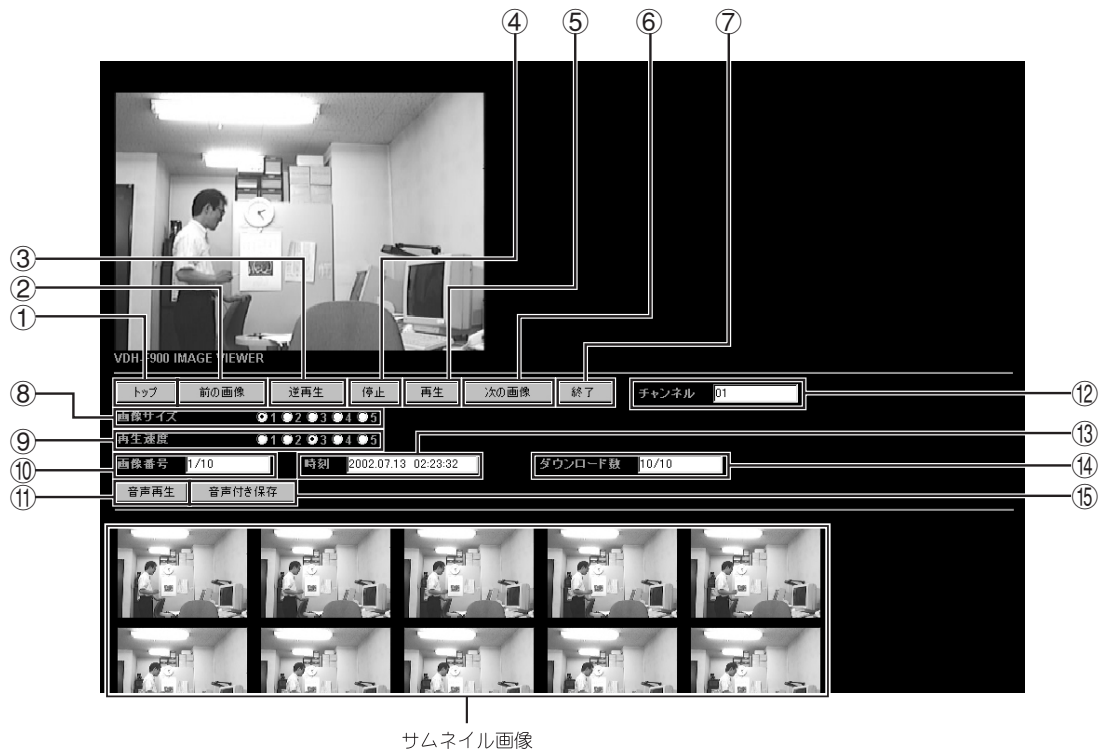 ④ ⑤ ⑥ ⑦
③
②
①
VDH-F900 IMAGE VIEWER
トップ 前の画像 逆再生 停止 再生 次の画像 終了 チャンネル 01 ⑫
⑧ 画像サイズ 1 2 3 4 5
⑨ 再生速度 1 2 3 4 5 ⑬
⑩ 画像番号 1/10 時刻 2002.07.13 02:23:32 ダウンロード数 10/10 ⑭
⑪ 音声再生 音声付き保存 ⑮
サムネイル画像